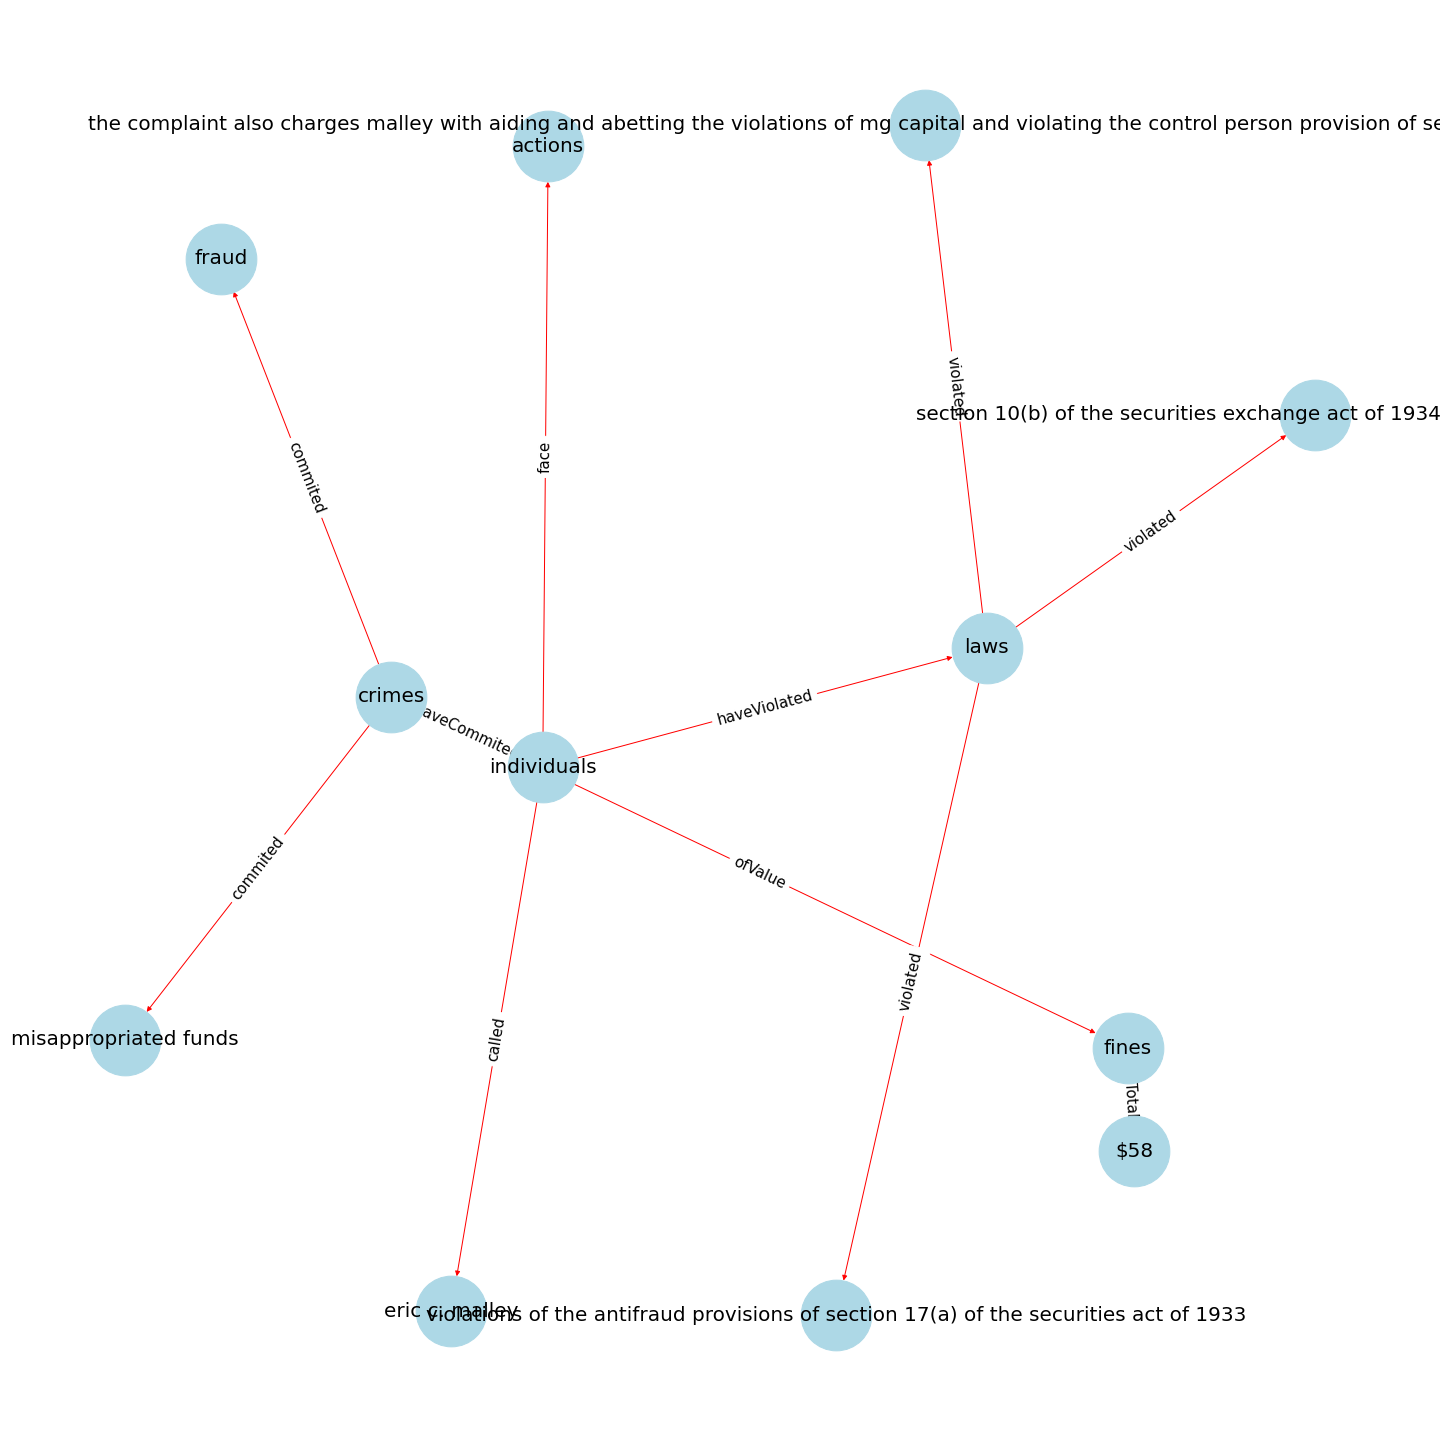 the complaint also charges malley with aiding and abetting the violations of mg capital and violating the control person provision of se
actions
fraud
violated
section 10(b) of the securities exchange act of 1934
commited
face
violated
laws
crimes
haveViolated
aveCommite
individuals
ofValue
commited
violated
misappropriated funds
called
fines
Total
$58
eric c. malley
violations of the antifraud provisions of section 17(a) of the securities act of 1933